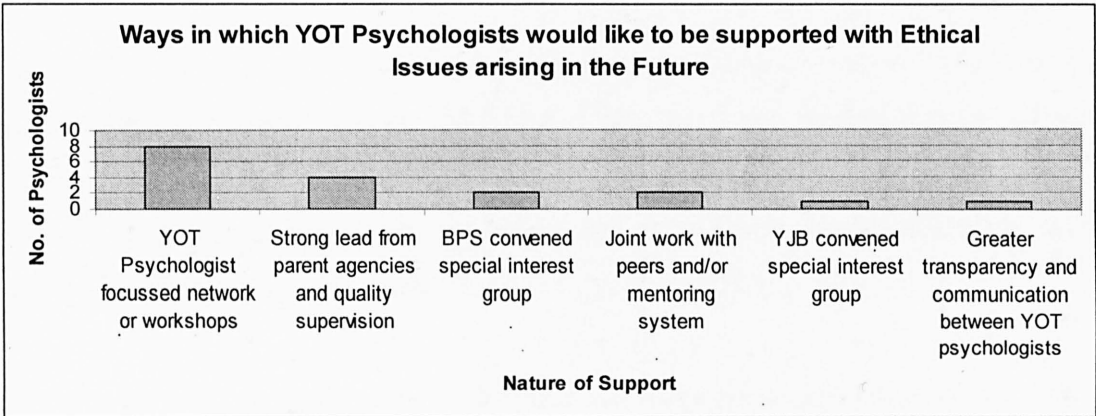 Ways in which YOT Psychologists would like to be supported with Ethical
Issues arising in the Future
No. of Psychologists
10
8
6
4
2
0
YOT
Psychologist
focussed network
or workshops
Strong lead from
parent agencies
and quality
supervision
BPS convened
special interest
group
Joint work with
peers and/or
mentoring
system
YJB convened
special interest
group
Greater
transparency and
communication
between YOT
psychologists
Nature of Support